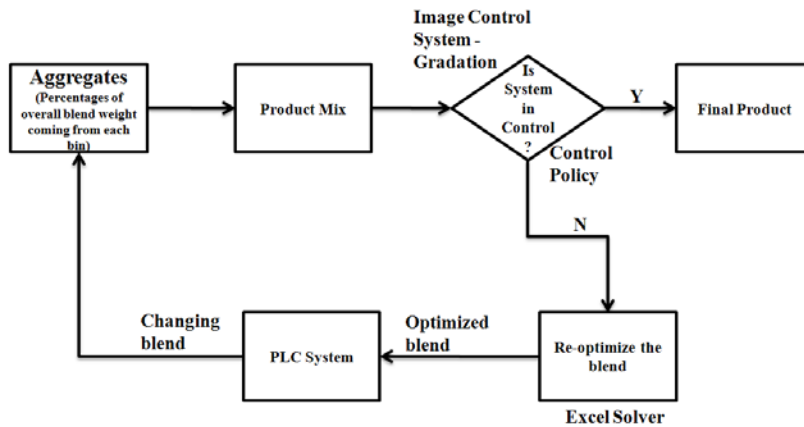 Image Control
System -
Gradation
Aggregates
(Percentages of
overall blend weight
coming from each
bin)
Product Mix
Is
System
in
Control
?
Y
Final Product
Control
Policy
N
Changing
blend
PLC System
Optimized
blend
Re-optimize the
blend
Excel Solver